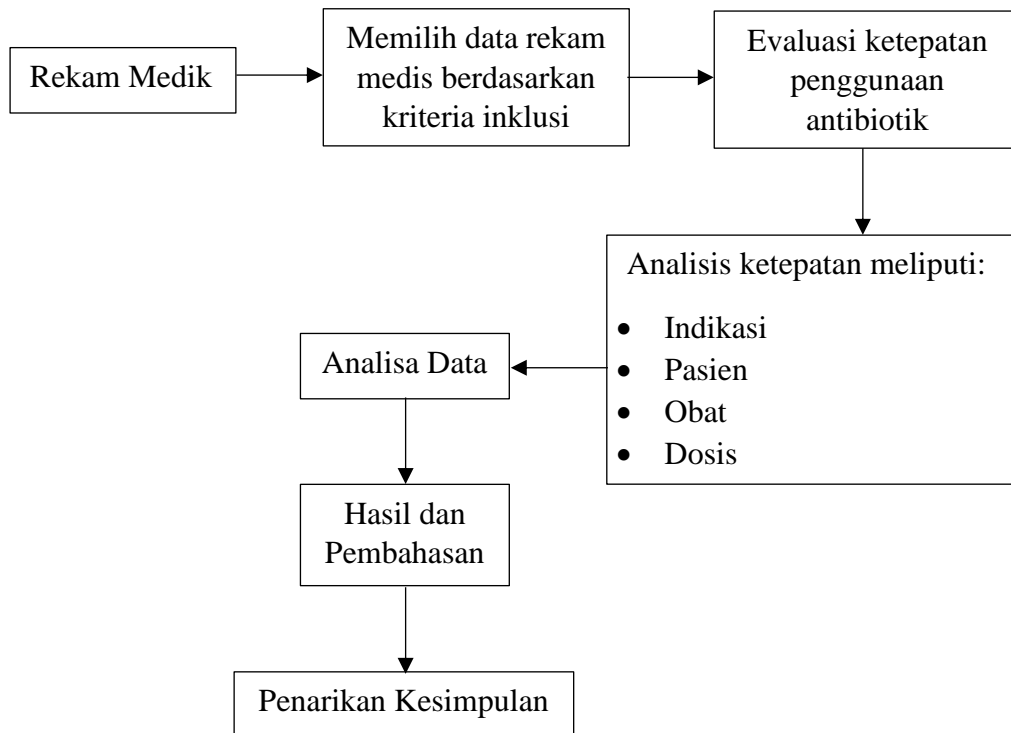 Rekam Medik
Memilih data rekam
medis berdasarkan
kriteria inklusi
Evaluasi ketepatan
penggunaan
antibiotik
Analisis ketepatan meliputi:
• Indikasi
• Pasien
• Obat
• Dosis
Analisa Data
Hasil dan
Pembahasan
Penarikan Kesimpulan